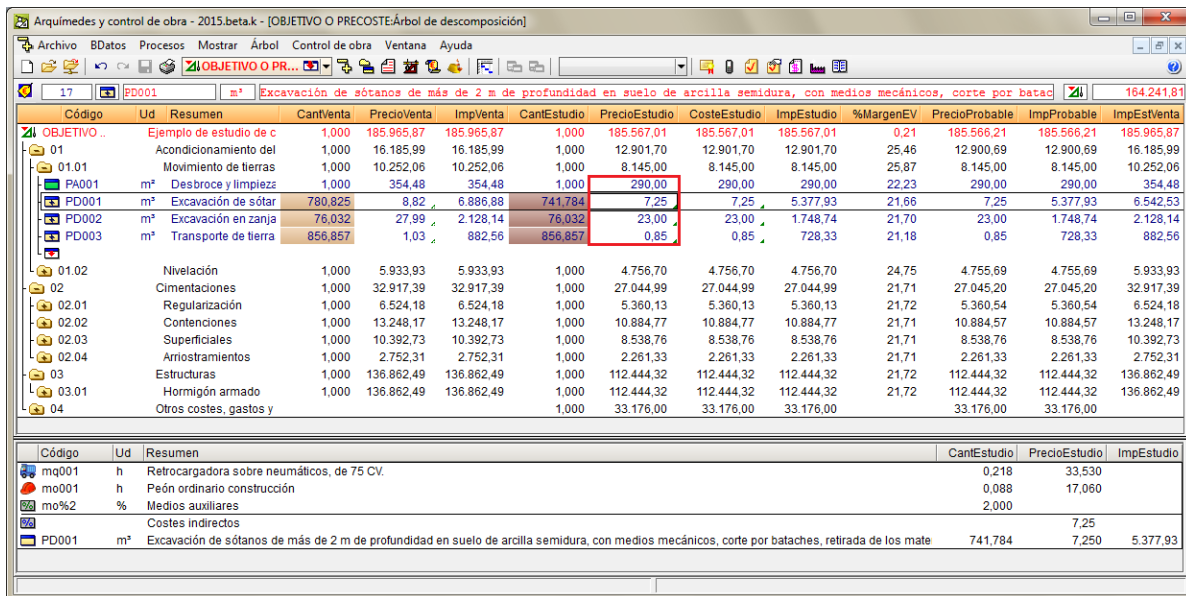 Arquímedes y control de obra - 2015.beta.k - [OBJETIVO O PRECOSTE:Árbol de descomposición]
Archivo BDatos Procesos Mostrar Árbol Control de obra Ventana Ayuda
OBJETIVO O PR...
17 PD001 m³ Excavación de sótanos de más de 2 m de profundidad en suelo de arcilla semidura, con medios mecánicos, corte por batac 164.241,81
Código Ud Resumen CantVenta PrecioVenta ImpVenta CantEstudio PrecioEstudio CosteEstudio ImpEstudio %MargenEV PrecioProbable ImpProbable ImpEstVenta
OBJETIVO .. Ejemplo de estudio de c 1,000 185.965,87 185.965,87 1,000 185.567,01 185.567,01 185.567,01 0,21 185.566,21 185.566,21 185.965,87
01 Acondicionamiento del 1,000 16.185,99 16.185,99 1,000 12.901,70 12.901,70 12.901,70 25,46 12.900,69 12.900,69 16.185,99
01.01 Movimiento de tierras 1,000 10.252,06 10.252,06 1,000 8.145,00 8.145,00 8.145,00 25,87 8.145,00 8.145,00 10.252,06
PA001 m² Desbroce y limpieza 1,000 354,48 354,48 1,000 290,00 290,00 290,00 22,23 290,00 290,00 354,48
PD001 m³ Excavación de sótar 780,825 8,82 6.886,88 741,784 7,25 7,25 5.377,93 21,66 7,25 5.377,93 6.542,53
PD002 m³ Excavación en zanja 76,032 27,99 2.128,14 76,032 23,00 23,00 1.748,74 21,70 23,00 1.748,74 2.128,14
PD003 m³ Transporte de tierra 856,857 1,03 882,56 856,857 0,85 0,85 728,33 21,18 0,85 728,33 882,56
01.02 Nivelación 1,000 5.933,93 5.933,93 1,000 4.756,70 4.756,70 4.756,70 24,75 4.755,69 4.755,69 5.933,93
02 Cimentaciones 1,000 32.917,39 32.917,39 1,000 27.044,99 27.044,99 27.044,99 21,71 27.045,20 27.045,20 32.917,39
02.01 Regularización 1,000 6.524,18 6.524,18 1,000 5.360,13 5.360,13 5.360,13 21,72 5.360,54 5.360,54 6.524,18
02.02 Contenciones 1,000 13.248,17 13.248,17 1,000 10.884,77 10.884,77 10.884,77 21,71 10.884,57 10.884,57 13.248,17
02.03 Superficiales 1,000 10.392,73 10.392,73 1,000 8.538,76 8.538,76 8.538,76 21,71 8.538,76 8.538,76 10.392,73
02.04 Arriostramientos 1,000 2.752,31 2.752,31 1,000 2.261,33 2.261,33 2.261,33 21,71 2.261,33 2.261,33 2.752,31
03 Estructuras 1,000 136.862,49 136.862,49 1,000 112.444,32 112.444,32 112.444,32 21,72 112.444,32 112.444,32 136.862,49
03.01 Hormigón armado 1,000 136.862,49 136.862,49 1,000 112.444,32 112.444,32 112.444,32 21,72 112.444,32 112.444,32 136.862,49
04 Otros costes, gastos y 1,000 33.176,00 33.176,00 33.176,00 33.176,00 33.176,00
Código Ud Resumen CantEstudio PrecioEstudio ImpEstudio
mq001 h Retrocargadora sobre neumáticos, de 75 CV. 0,218 33,530
mo001 h Peón ordinario construcción 0,088 17,060
mo%2 % Medios auxiliares 2,000
Costes indirectos 7,25
PD001 m³ Excavación de sótanos de más de 2 m de profundidad en suelo de arcilla semidura, con medios mecánicos, corte por bataches, retirada de los mate 741,784 7,250 5.377,93